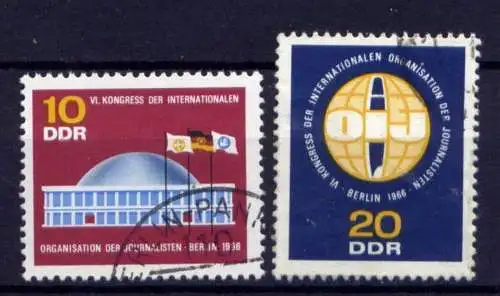 10
DDR
VI. KONGRESS DER INTERNATIONALEN
ORGANISATION DER JOURNALISTEN - BERLIN 1966
10
VI KONGRESS DER INTERNATIONALEN ORGANISATION DER JOURNALISTEN ·
BERLIN 1966
OIJ
20
DDR